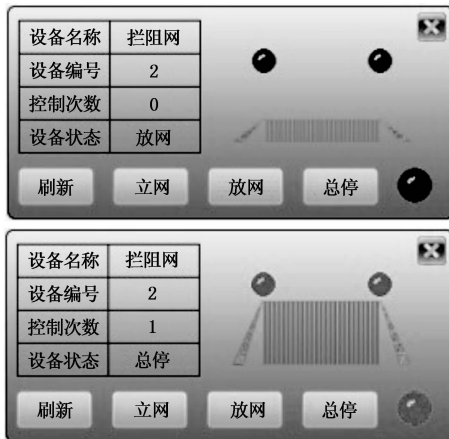 设备名称 拦阻网
设备编号 2
控制次数 0
设备状态 放网
刷新 立网 放网 总停
设备名称 拦阻网
设备编号 2
控制次数 1
设备状态 总停
刷新 立网 放网 总停